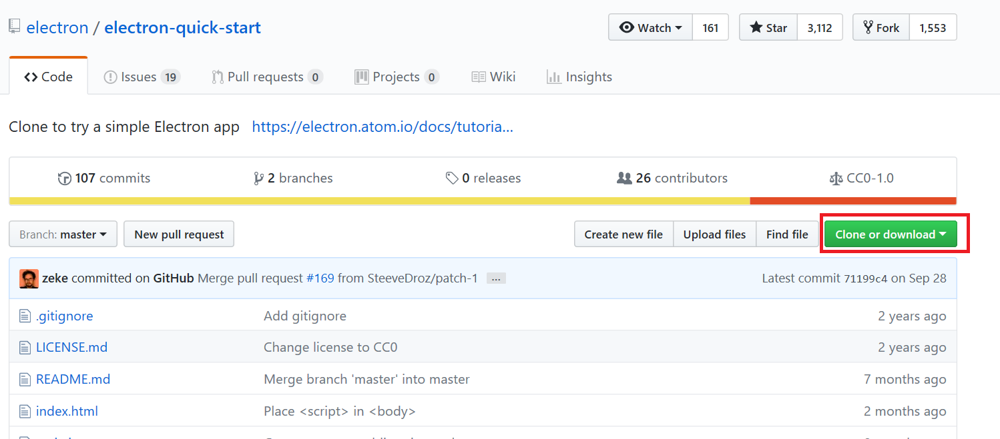 electron / electron-quick-start Watch 161 Star 3,112 Fork 1,553
Code Issues 19 Pull requests 0 Projects 0 Wiki Insights
Clone to try a simple Electron app https://electron.atom.io/docs/tutoria...
107 commits 2 branches 0 releases 26 contributors CC0-1.0
Branch: master New pull request Create new file Upload files Find file Clone or download
zeke committed on GitHub Merge pull request #169 from SteeveDroz/patch-1 ... Latest commit 71199c4 on Sep 28
.gitignore Add gitignore 2 years ago
LICENSE.md Change license to CC0 2 years ago
README.md Merge branch 'master' into master 7 months ago
index.html Place <script> in <body> 2 months ago